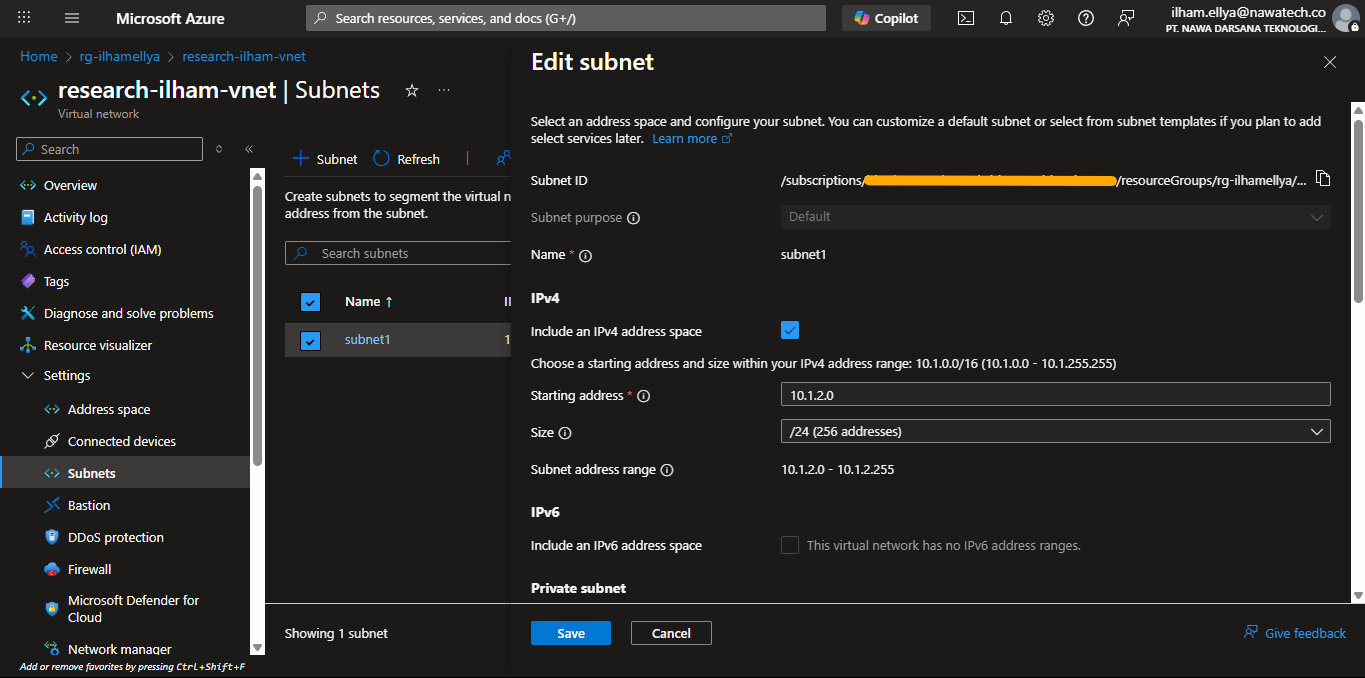 Microsoft Azure
Search resources, services, and docs (G+/)
Copilot
ilham.ellya@nawatech.co
PT. NAWA DARSANA TEKNOLOGI...
Home > rg-ilhamellya > research-ilham-vnet
research-ilham-vnet | Subnets
...
Virtual network
Search
Overview
Activity log
Access control (IAM)
Tags
Diagnose and solve problems
Resource visualizer
Settings
Address space
Connected devices
Subnets
Bastion
DDoS protection
Firewall
Microsoft Defender for
Cloud
Network manager
Add or remove favorites by pressing Ctrl+Shift+F
Subnet
Refresh
Create subnets to segment the virtual n
address from the subnet.
Search subnets
Name ↑
subnet1
1
Showing 1 subnet
Edit subnet
Select an address space and configure your subnet. You can customize a default subnet or select from subnet templates if you plan to add
select services later. Learn more
Subnet ID
/subscriptions/
/resourceGroups/rg-ilhamellya/...
Subnet purpose
Default
Name *
subnet1
IPv4
Include an IPv4 address space
Choose a starting address and size within your IPv4 address range: 10.1.0.0/16 (10.1.0.0 - 10.1.255.255)
Starting address *
10.1.2.0
Size
/24 (256 addresses)
Subnet address range
10.1.2.0 - 10.1.2.255
IPv6
Include an IPv6 address space
This virtual network has no IPv6 address ranges.
Private subnet
Save
Cancel
Give feedback